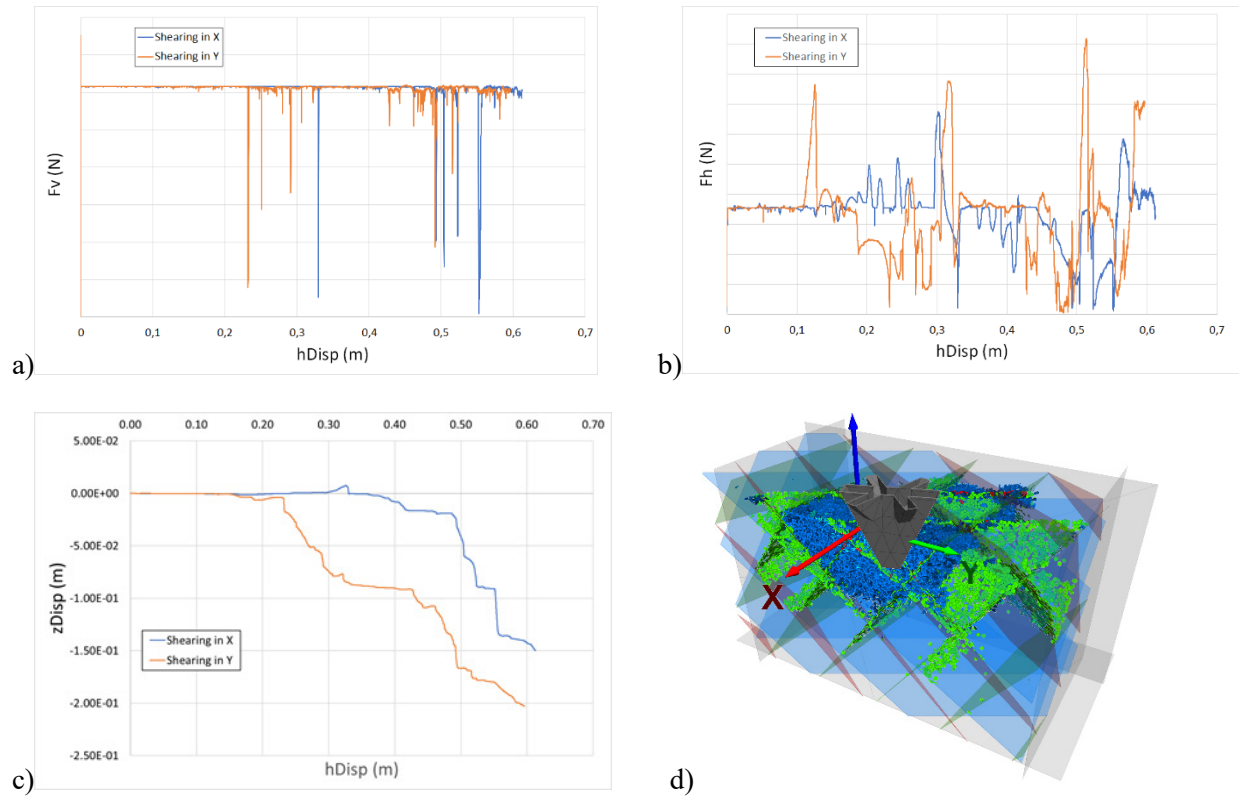 Shearing in X
Shearing in Y
Fv (N)
0 0,1 0,2 0,3 0,4 0,5 0,6 0,7
hDisp (m)
a)
Shearing in X
Shearing in Y
Fh (N)
0 0,1 0,2 0,3 0,4 0,5 0,6 0,7
hDisp (m)
b)
0.00 0.10 0.20 0.30 0.40 0.50 0.60 0.70
5.00E-02
0.00E+00
-5.00E-02
-1.00E-01
-1.50E-01
-2.00E-01
-2.50E-01
zDisp (m)
Shearing in X
Shearing in Y
hDisp (m)
c)
X
Y
d)